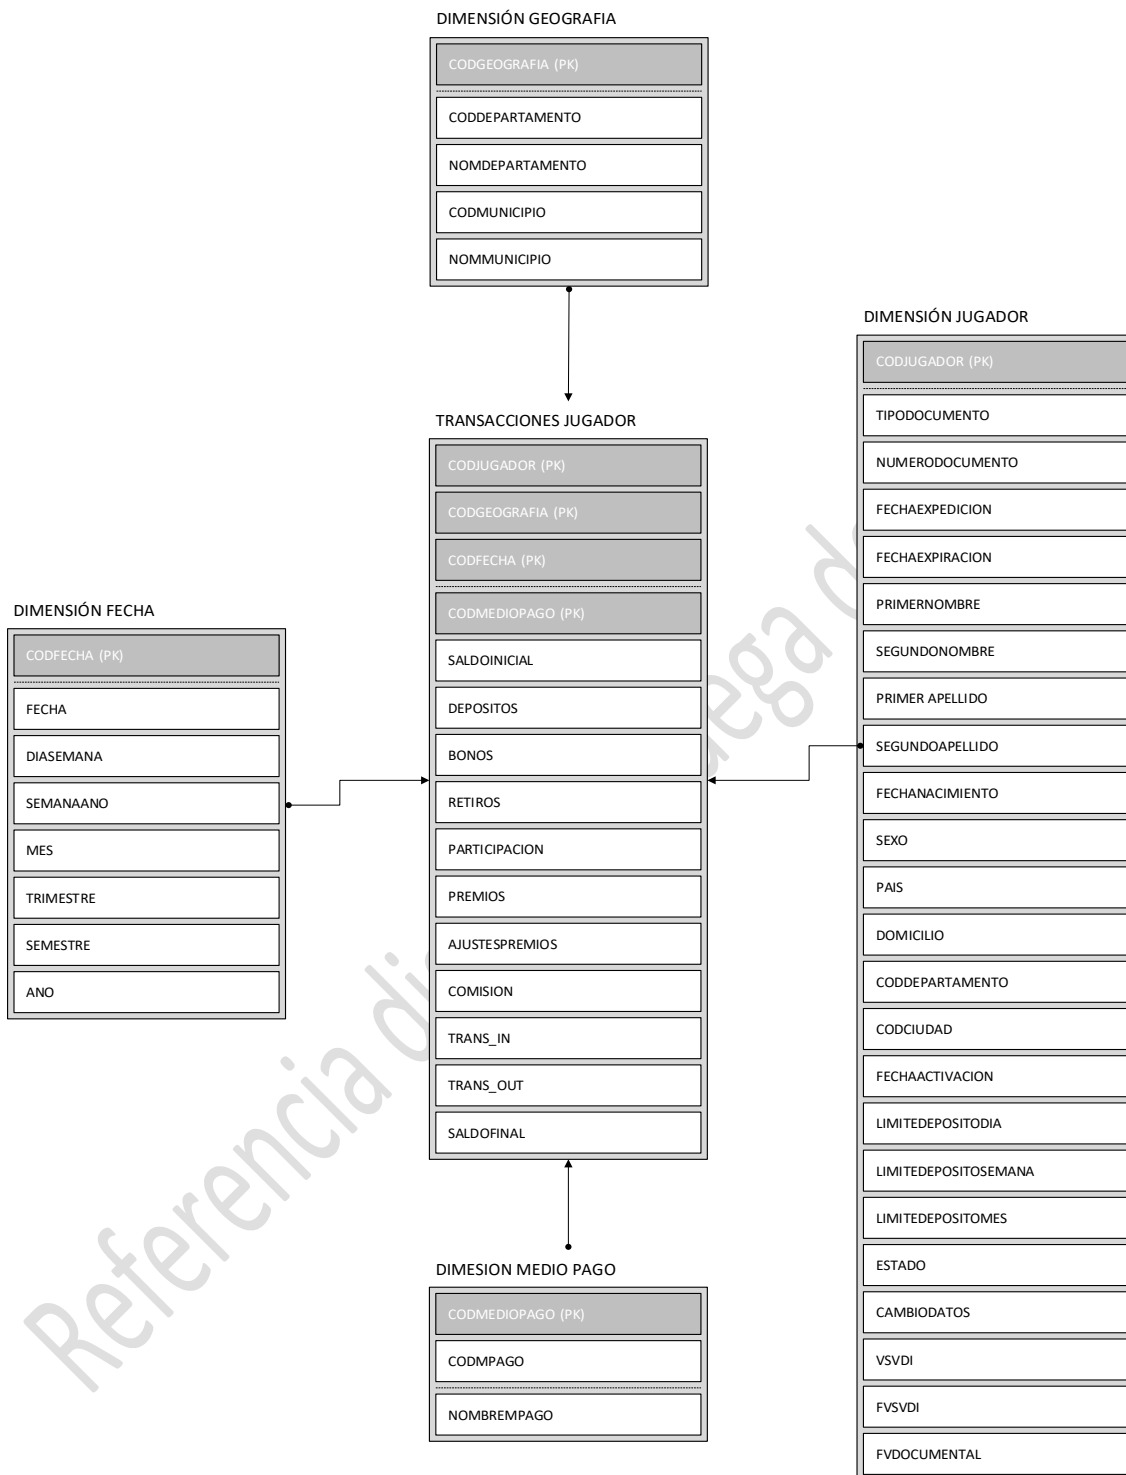 DIMENSIÓN GEOGRAFIA
CODGEOGRAFIA (PK)
CODDEPARTAMENTO
NOMDEPARTAMENTO
CODMUNICIPIO
NOMMUNICIPIO
TRANSACCIONES JUGADOR
CODJUGADOR (PK)
CODGEOGRAFIA (PK)
CODFECHA (PK)
CODMEDIOPAGO (PK)
SALDOINICIAL
DEPOSITOS
BONOS
RETIROS
PARTICIPACION
PREMIOS
AJUSTESPREMIOS
COMISION
TRANS_IN
TRANS_OUT
SALDOFINAL
DIMENSIÓN FECHA
CODFECHA (PK)
FECHA
DIASEMANA
SEMANAANO
MES
TRIMESTRE
SEMESTRE
ANO
DIMESION MEDIO PAGO
CODMEDIOPAGO (PK)
CODMPAGO
NOMBREMPAGO
DIMENSIÓN JUGADOR
CODJUGADOR (PK)
TIPODOCUMENTO
NUMERODOCUMENTO
FECHAEXPEDICION
FECHAEXPIRACION
PRIMERNOMBRE
SEGUNDONOMBRE
PRIMER APELLIDO
SEGUNDOAPELLIDO
FECHANACIMIENTO
SEXO
PAIS
DOMICILIO
CODDEPARTAMENTO
CODCIUDAD
FECHAACTIVACION
LIMITEDEPOSITODIA
LIMITEDEPOSITOSEMANA
LIMITEDEPOSITOMES
ESTADO
CAMBIODATOS
VSVDI
FVSVDI
FVDOCUMENTAL
Referencia